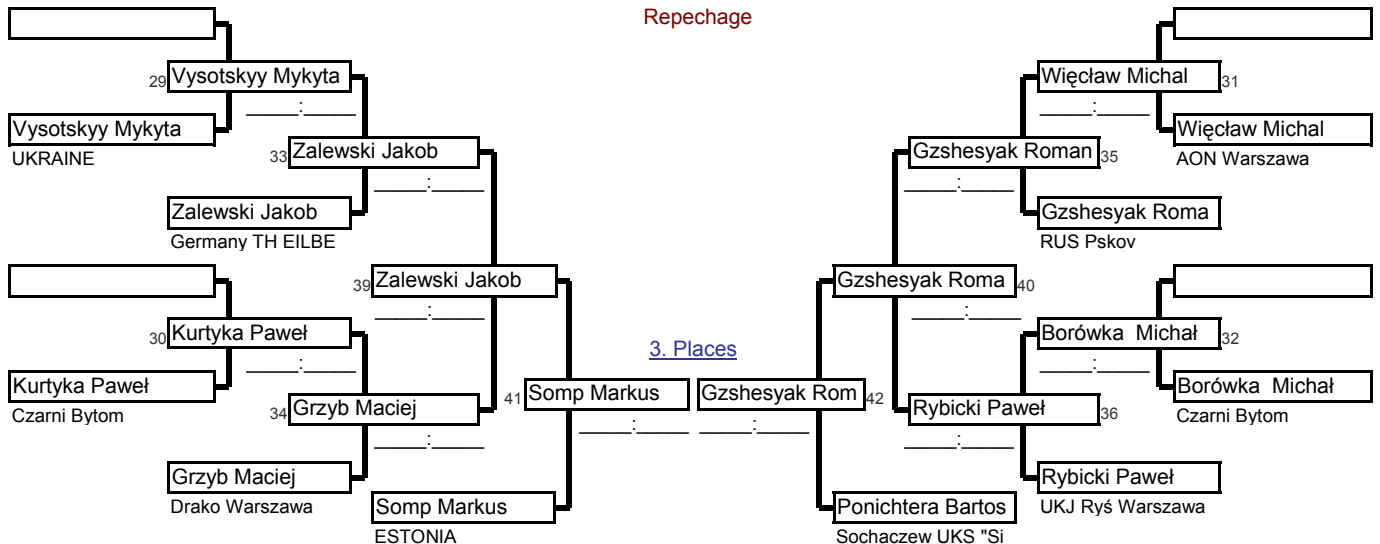 Repechage
29 Vysotskyy Mykyta
_____:_____
Vysotskyy Mykyta
UKRAINE
33 Zalewski Jakob
_____:_____
Zalewski Jakob
Germany TH EILBE
39 Zalewski Jakob
_____:_____
30 Kurtyka Paweł
_____:_____
Kurtyka Paweł
Czarni Bytom
34 Grzyb Maciej
_____:_____
Grzyb Maciej
Drako Warszawa
41 Somp Markus
_____:_____
Somp Markus
ESTONIA
3. Places
Więcław Michal 31
_____:_____
Więcław Michal
AON Warszawa
Gzshesyak Roman 35
_____:_____
Gzshesyak Roma
RUS Pskov
Gzshesyak Roma 40
_____:_____
Borówka Michał 32
_____:_____
Borówka Michał
Czarni Bytom
Gzshesyak Rom 42
_____:_____
Rybicki Paweł 36
_____:_____
Rybicki Paweł
UKJ Ryś Warszawa
Ponichtera Bartos
Sochaczew UKS "Si